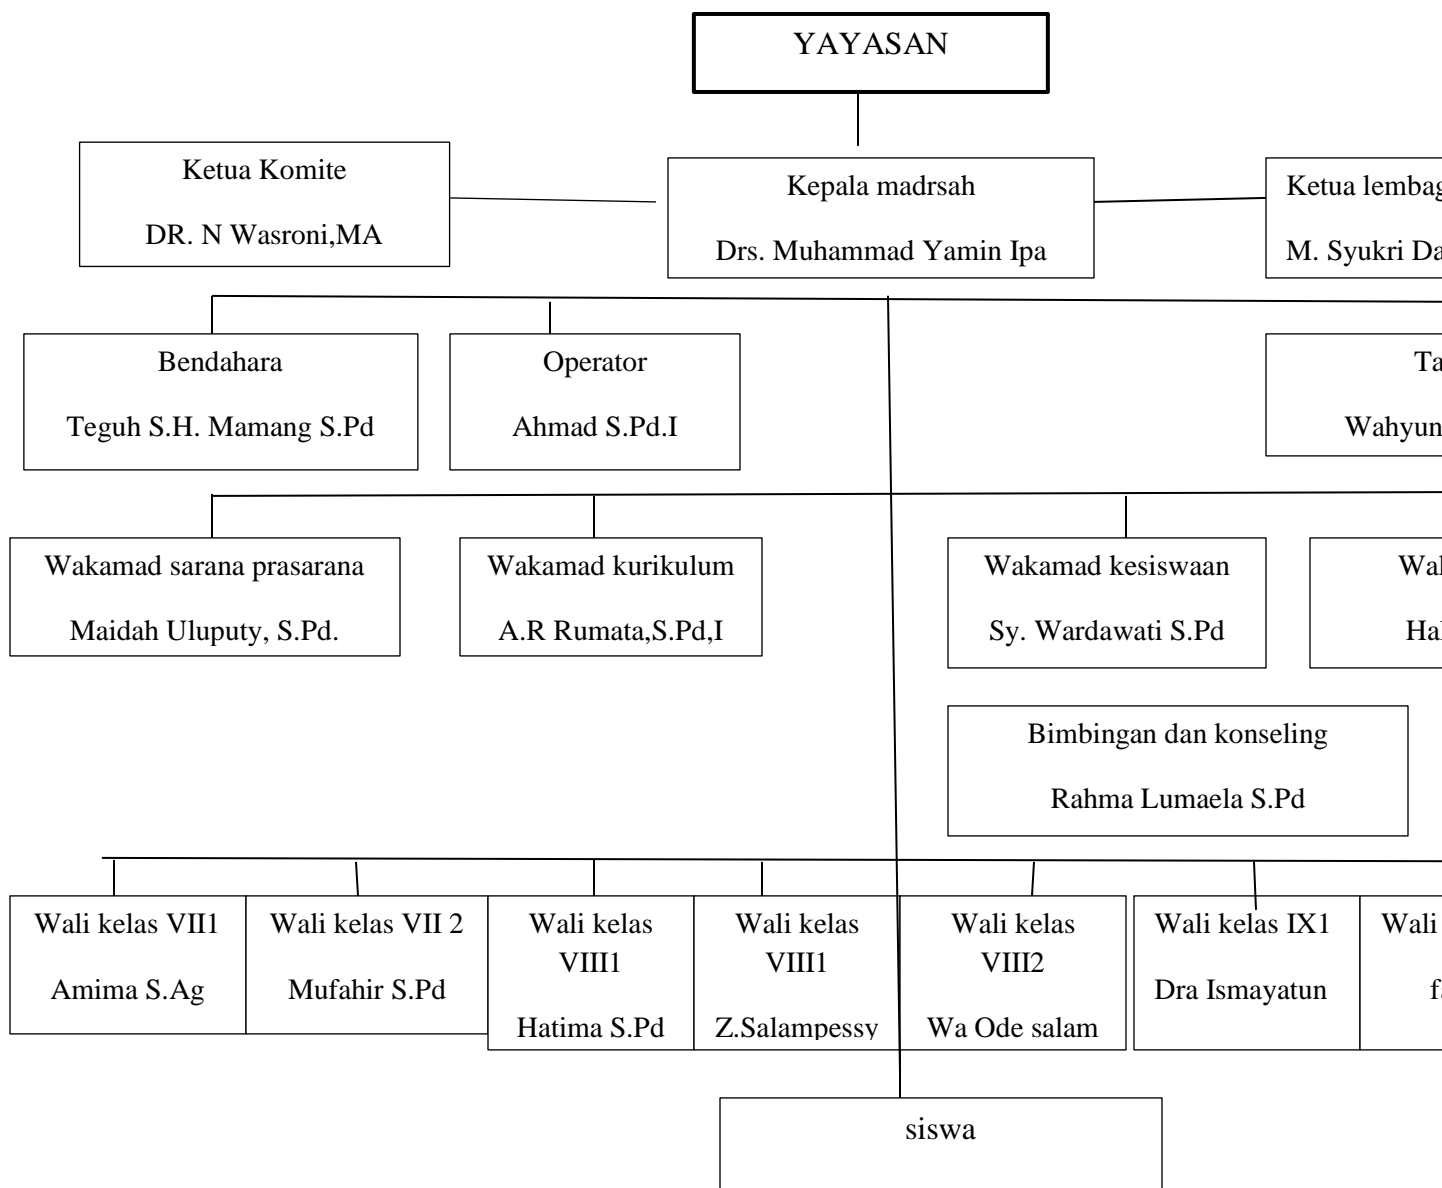 YAYASAN
Ketua Komite
DR. N Wasroni,MA
Kepala madrsah
Drs. Muhammad Yamin Ipa
Ketua
M. Syukri
Bendahara
Teguh S.H. Mamang S.Pd
Operator
Ahmad S.Pd.I
Wakamad sarana prasarana
Maidah Uluputy, S.Pd.
Wakamad kurikulum
A.R Rumata,S.Pd,I
Wakamad kesiswaan
Sy. Wardawati S.Pd
Bimbingan dan konseling
Rahma Lumaela S.Pd
Wali kelas VII1
Amima S.Ag
Wali kelas VII 2
Mufahir S.Pd
Wali kelas
VIII1
Hatima S.Pd
Wali kelas
VIII1
Z.Salampessy
Wali kelas
VIII2
Wa Ode salam
Wali kelas IX1
Dra Ismayatun
Wali
siswa